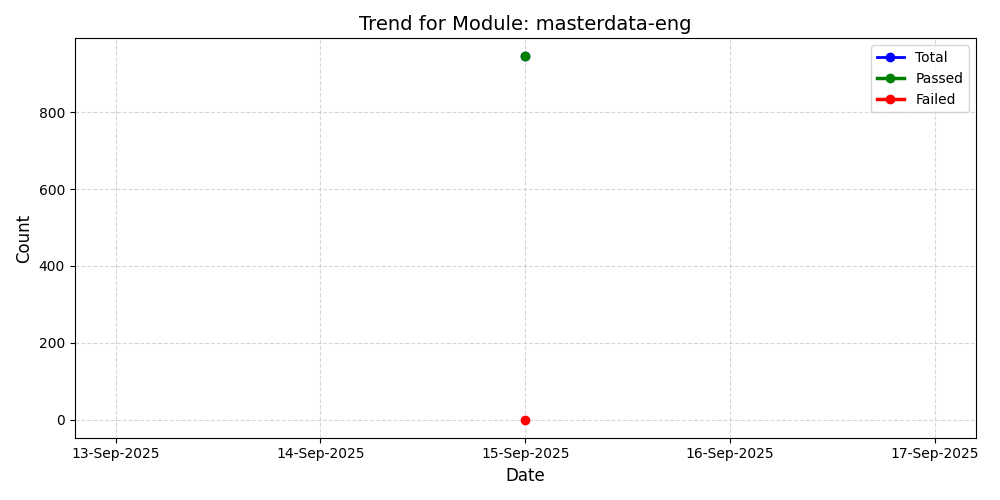 Trend for Module: masterdata-eng
Total
Passed
Failed
800
600
400
200
0
Count
13-Sep-2025 14-Sep-2025 15-Sep-2025 16-Sep-2025 17-Sep-2025
Date